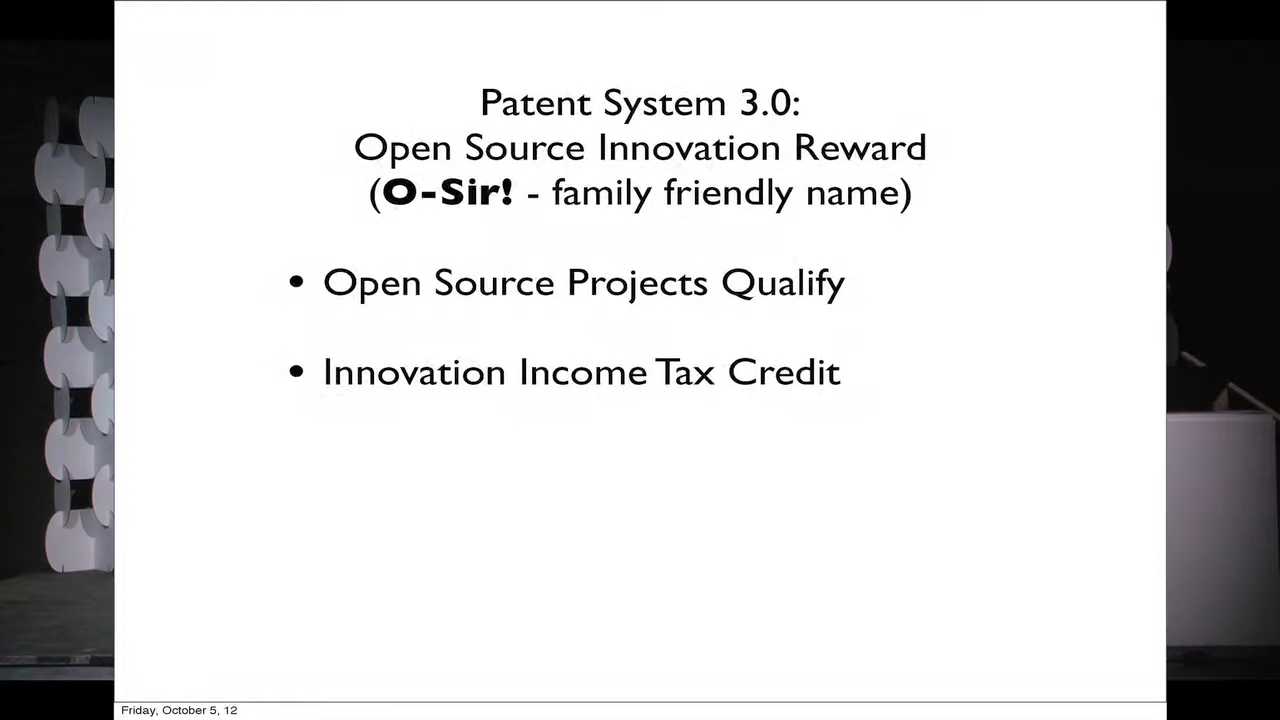 Patent System 3.0:
Open Source Innovation Reward
(O-Sir! - family friendly name)
• Open Source Projects Qualify
• Innovation Income Tax Credit
Friday, October 5, 12